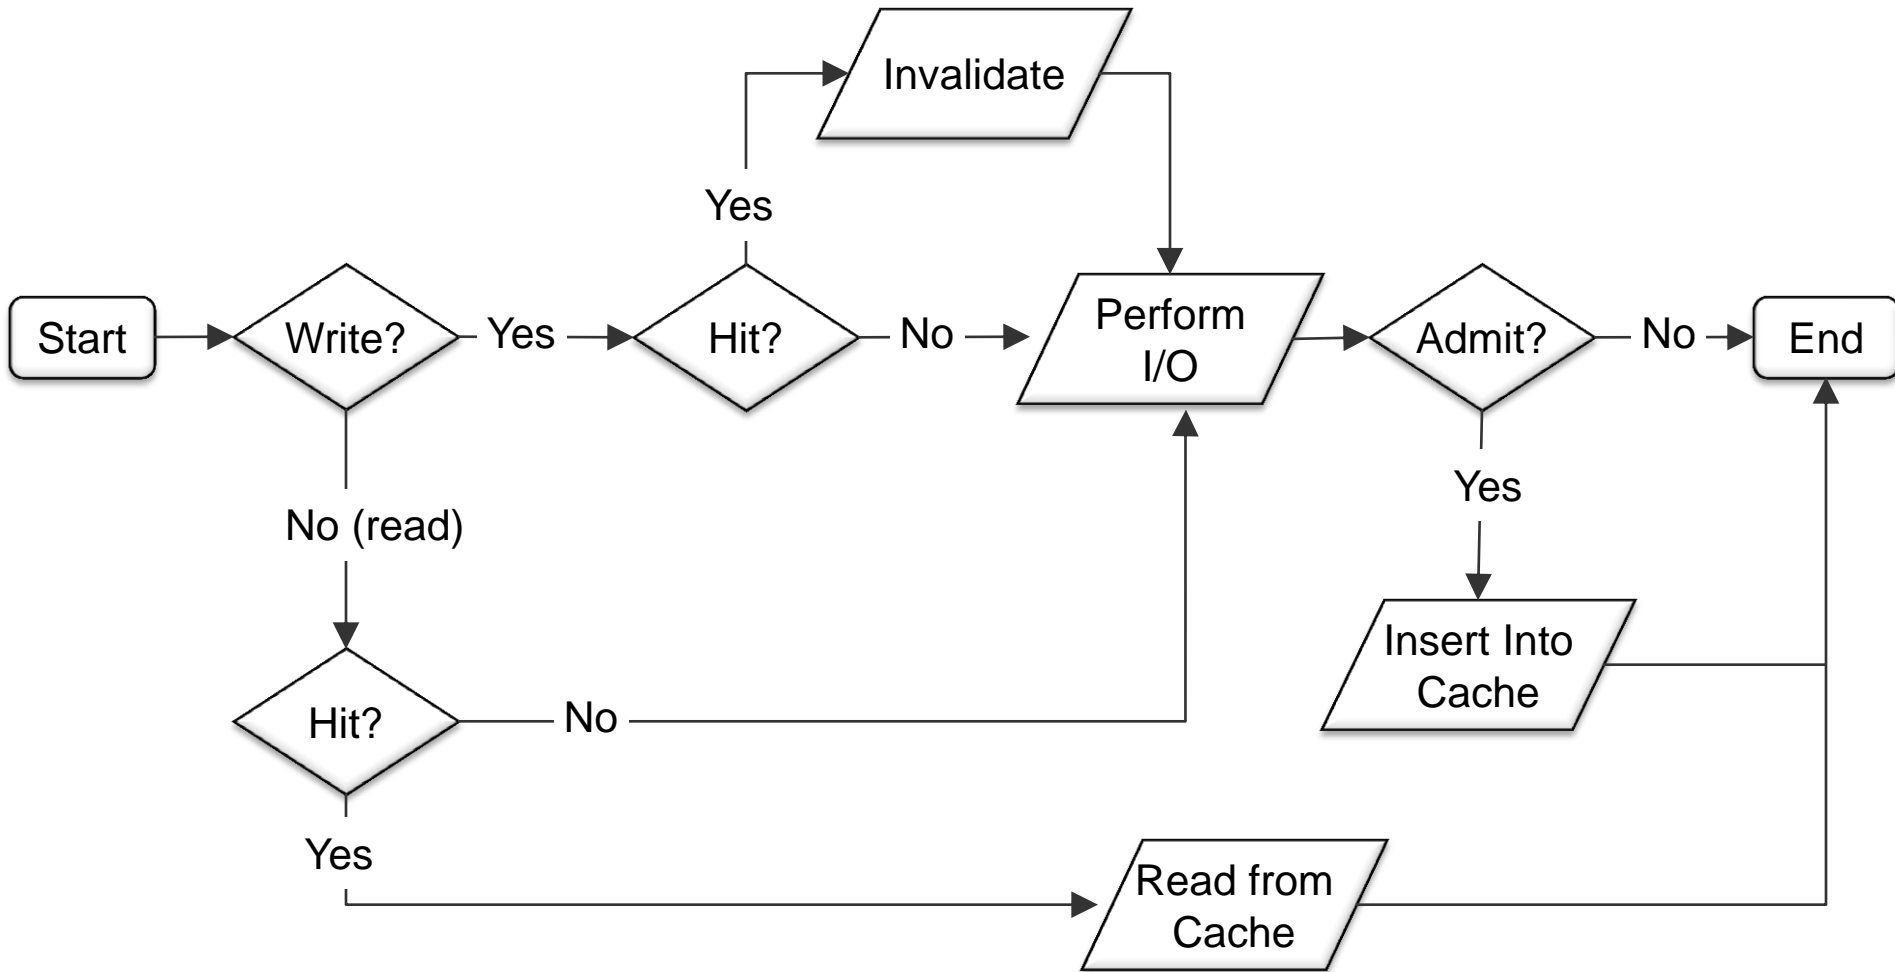 Invalidate
Yes
Start
Write?
Yes
Hit?
No
Perform
I/O
Admit?
No
End
Yes
No (read)
Insert Into
Cache
Hit?
No
Yes
Read from
Cache